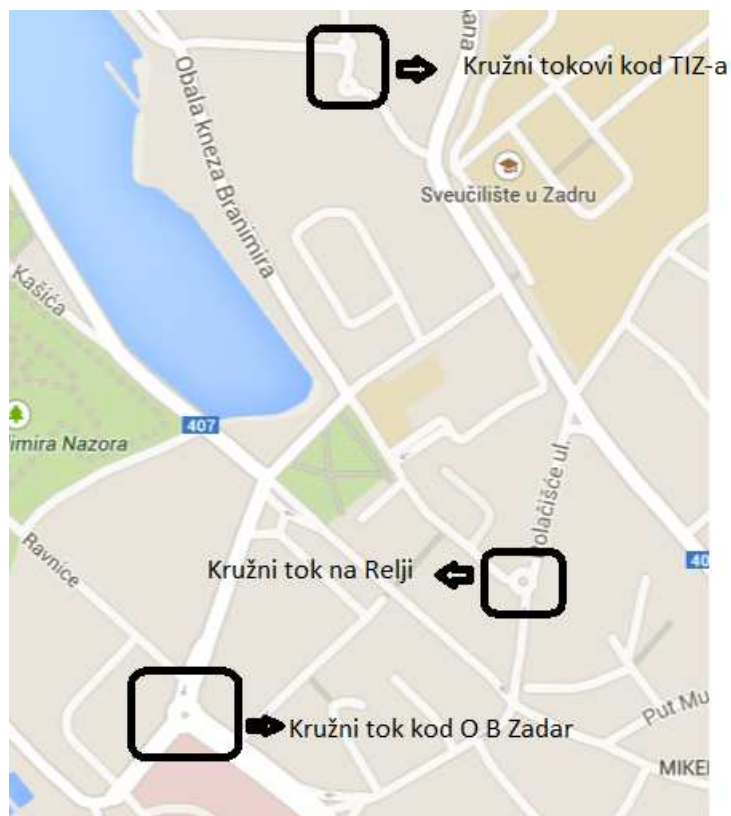 Kružni tokovi kod TIZ-a
ana
Obala kneza Branimira
Sveučilište u Zadru
Kašića
407
imira Nazora
olačišće ul.
Ravnice
Kružni tok na Relji
40
Kružni tok kod O B Zadar
Put Mu
MIKE